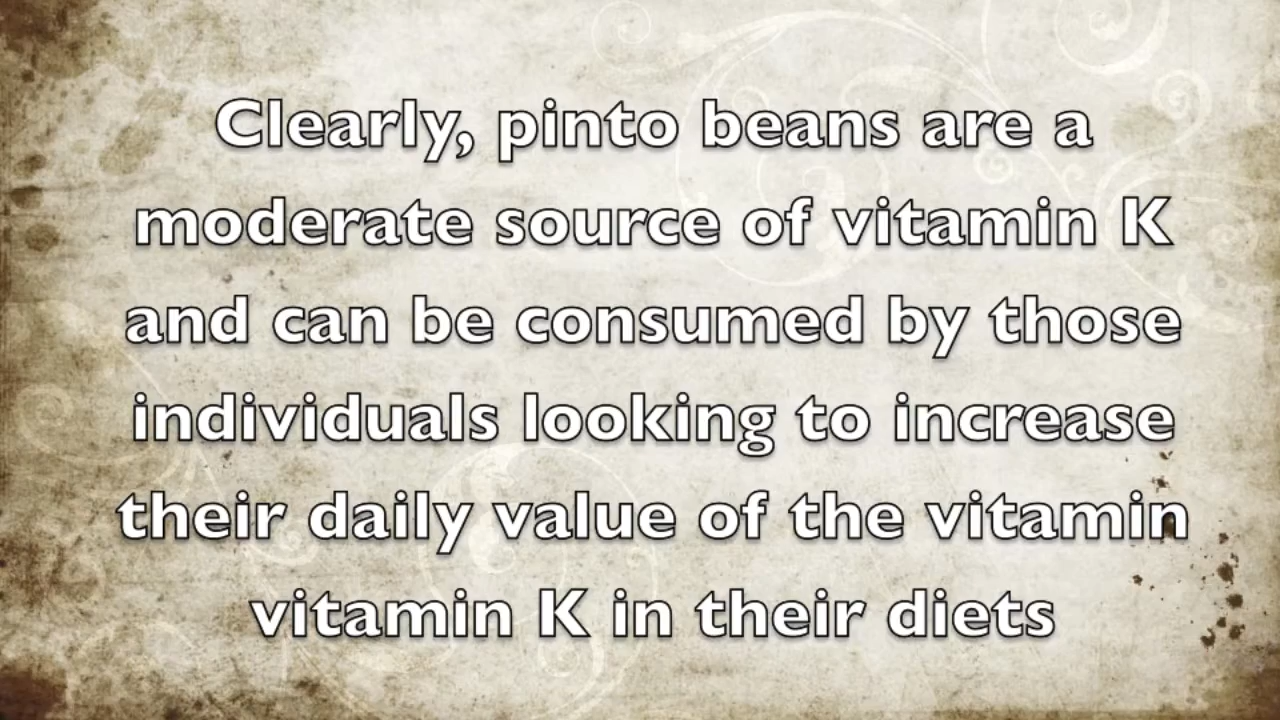 Clearly, pinto beans are a
moderate source of vitamin K
and can be consumed by those
individuals looking to increase
their daily value of the vitamin
vitamin K in their diets